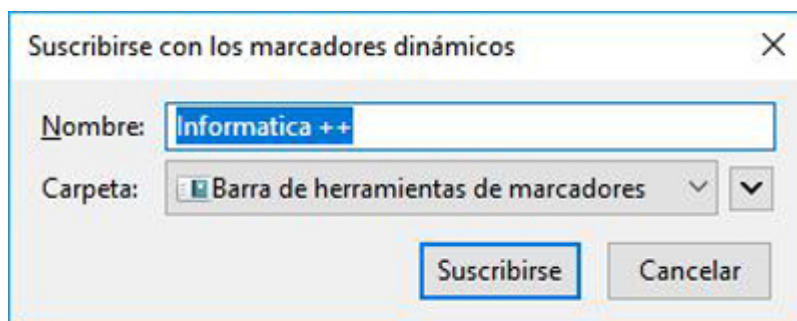 Suscribirse con los marcadores dinámicos
Nombre: Informatica ++
Carpeta: Barra de herramientas de marcadores
Suscribirse Cancelar